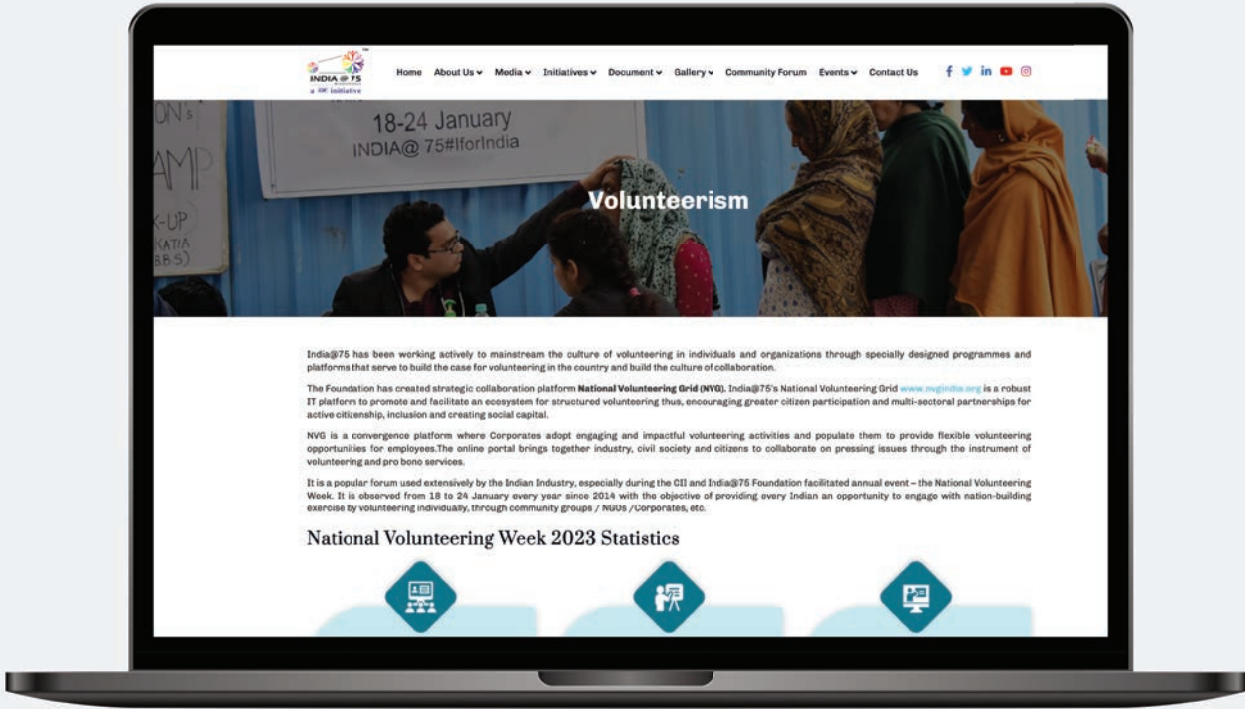 INDIA @ 75
a CII initiative
Home About Us Media Initiatives Document Gallery Community Forum Events Contact Us
ON's
AMP
K-UP
KATIA
B.B.S)
18-24 January
INDIA@ 75#IforIndia
Volunteerism
India@75 has been working actively to mainstream the culture of volunteering in individuals and organizations through specially designed programmes and
platforms that serve to build the case for volunteering in the country and build the culture of collaboration.
The Foundation has created strategic collaboration platform National Volunteering Grid (NVG). India@75's National Volunteering Grid www.nvgindia.org is a robust
IT platform to promote and facilitate an ecosystem for structured volunteering thus, encouraging greater citizen participation and multi-sectoral partnerships for
active citizenship, inclusion and creating social capital.
NVG is a convergence platform where Corporates adopt engaging and impactful volunteering activities and populate them to provide flexible volunteering
opportunities for employees.The online portal brings together industry, civil society and citizens to collaborate on pressing issues through the instrument of
volunteering and pro bono services.
It is a popular forum used extensively by the Indian Industry, especially during the CII and India@75 Foundation facilitated annual event – the National Volunteering
Week. It is observed from 18 to 24 January every year since 2014 with the objective of providing every Indian an opportunity to engage with nation-building
exercise by volunteering individually, through community groups / NGOs /Corporates, etc.
National Volunteering Week 2023 Statistics